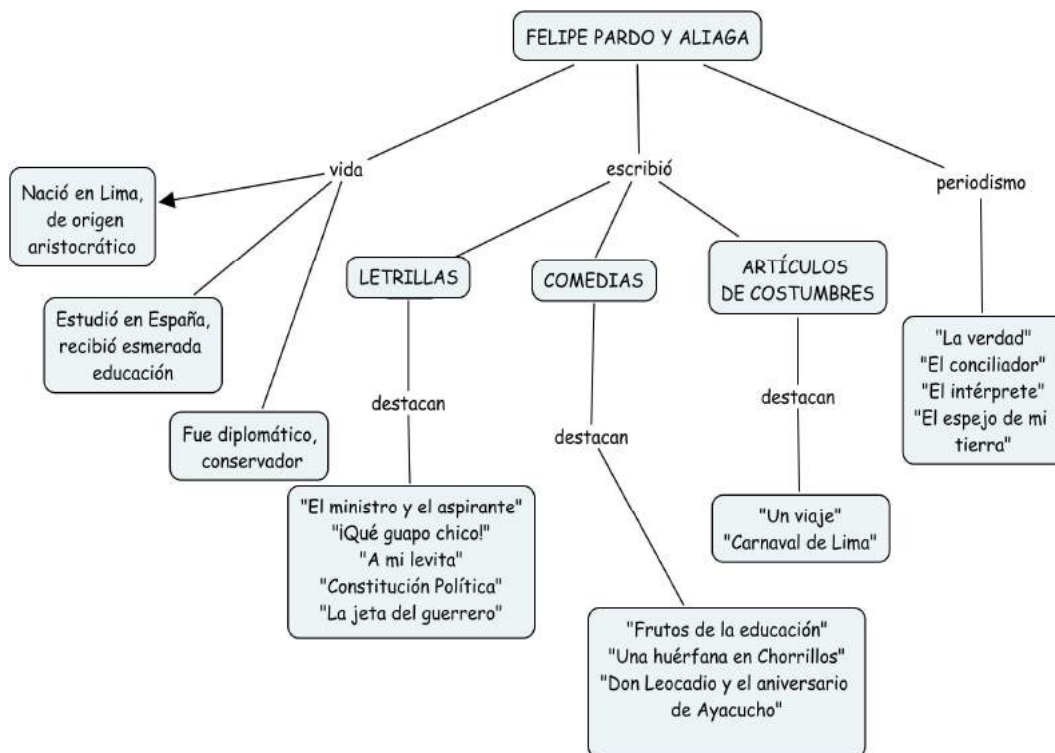 FELIPE PARDO Y ALIAGA
vida
escribió
periodismo
Nació en Lima,
de origen
aristocrático
Estudió en España,
recibió esmerada
educación
Fue diplomático,
conservador
LETRILLAS
COMEDIAS
ARTÍCULOS
DE COSTUMBRES
destacan
destacan
destacan
"El ministro y el aspirante"
"¡Qué guapo chico!"
"A mi levita"
"Constitución Política"
"La jeta del guerrero"
"Frutos de la educación"
"Una huérfana en Chorrillos"
"Don Leocadio y el aniversario
de Ayacucho"
"Un viaje"
"Carnaval de Lima"
"La verdad"
"El conciliador"
"El intérprete"
"El espejo de mi
tierra"